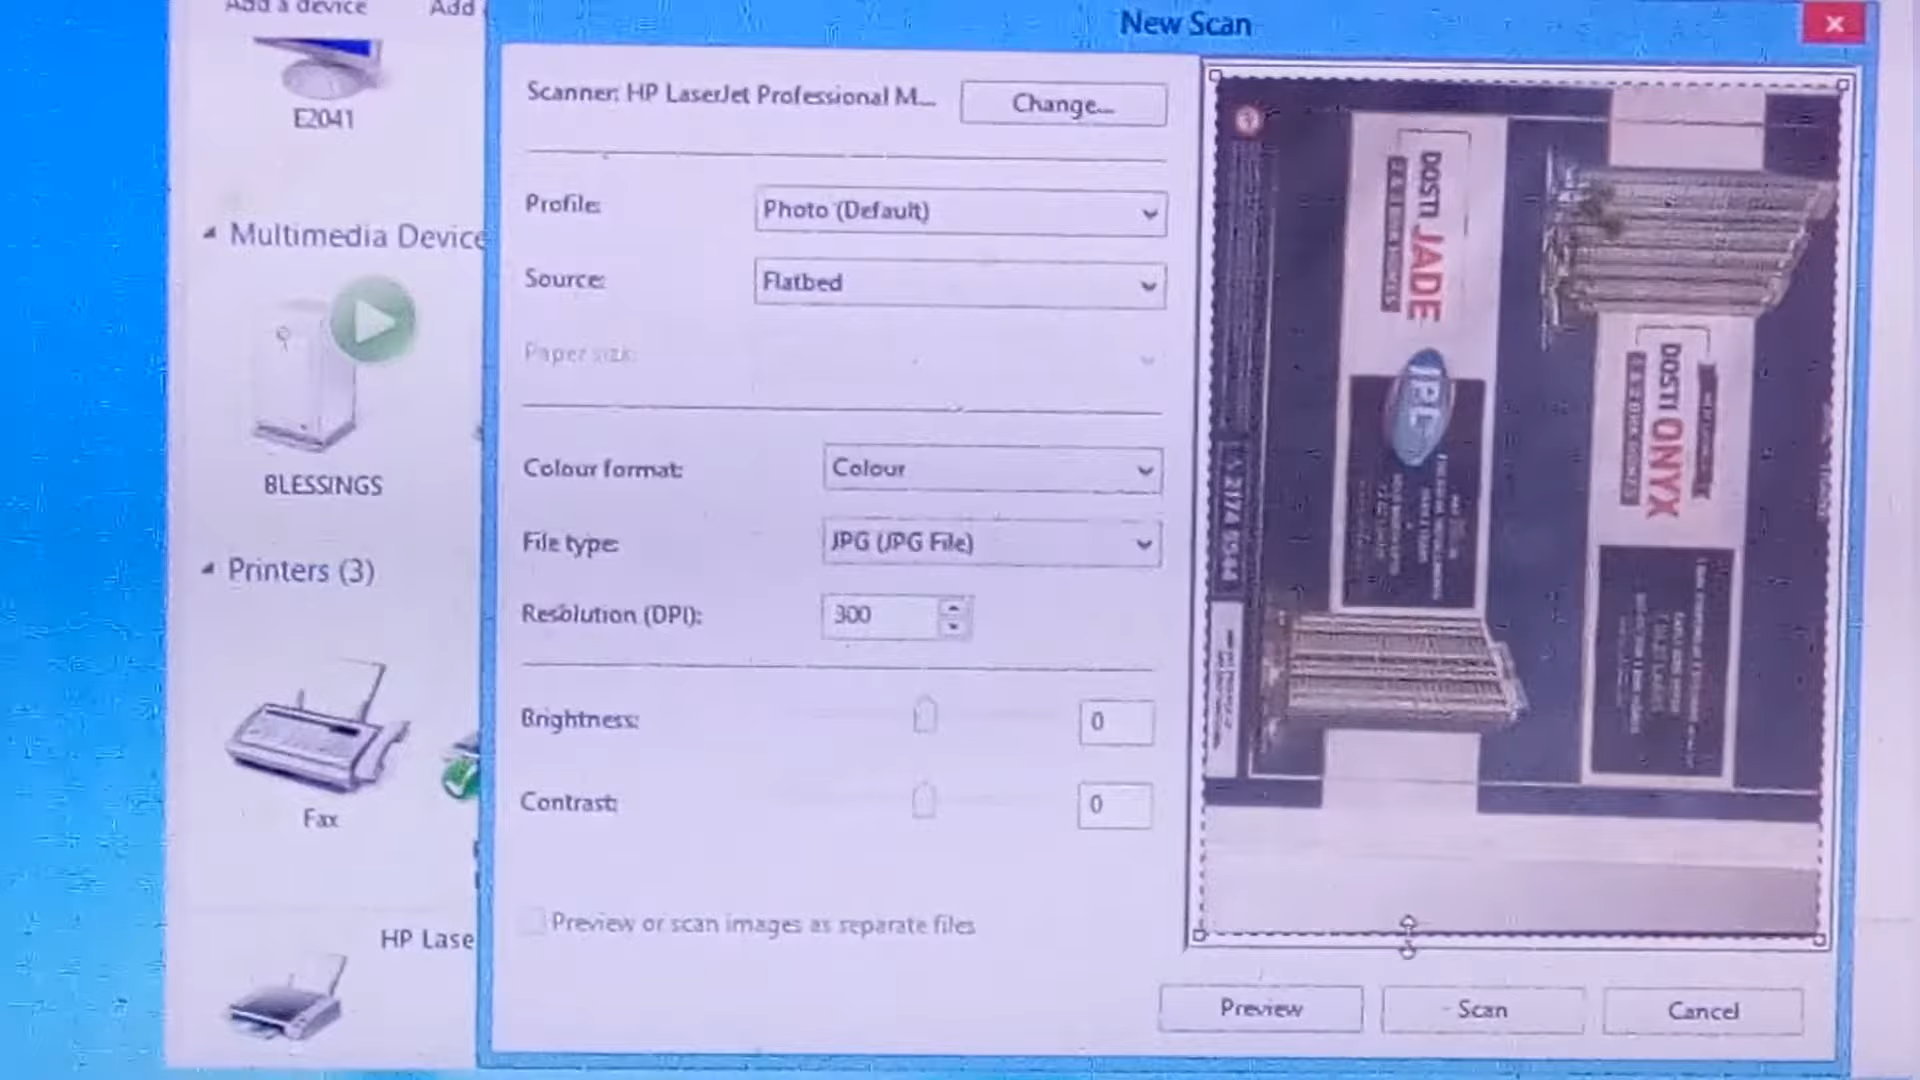 Add a device
Add
E2041
Multimedia Device
BLESSINGS
Printers (3)
Fax
HP Lase
New Scan
Scanner: HP LaserJet Professional M...
Change...
Profile:
Photo (Default)
Source:
Flatbed
Paper size:
Colour format:
Colour
File type:
JPG (JPG File)
Resolution (DPI):
300
Brightness:
0
Contrast:
0
Preview or scan images as separate files
Preview
Scan
Cancel
DOSTI JADE
DOSTI ONYX